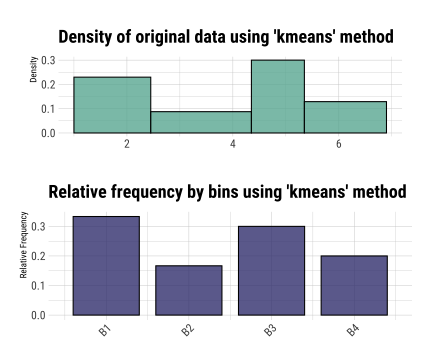 Density of original data using 'kmeans' method
Density
0.3
0.2
0.1
0.0
2 4 6
Relative frequency by bins using 'kmeans' method
Relative Frequency
0.3
0.2
0.1
0.0
B1 B2 B3 B4